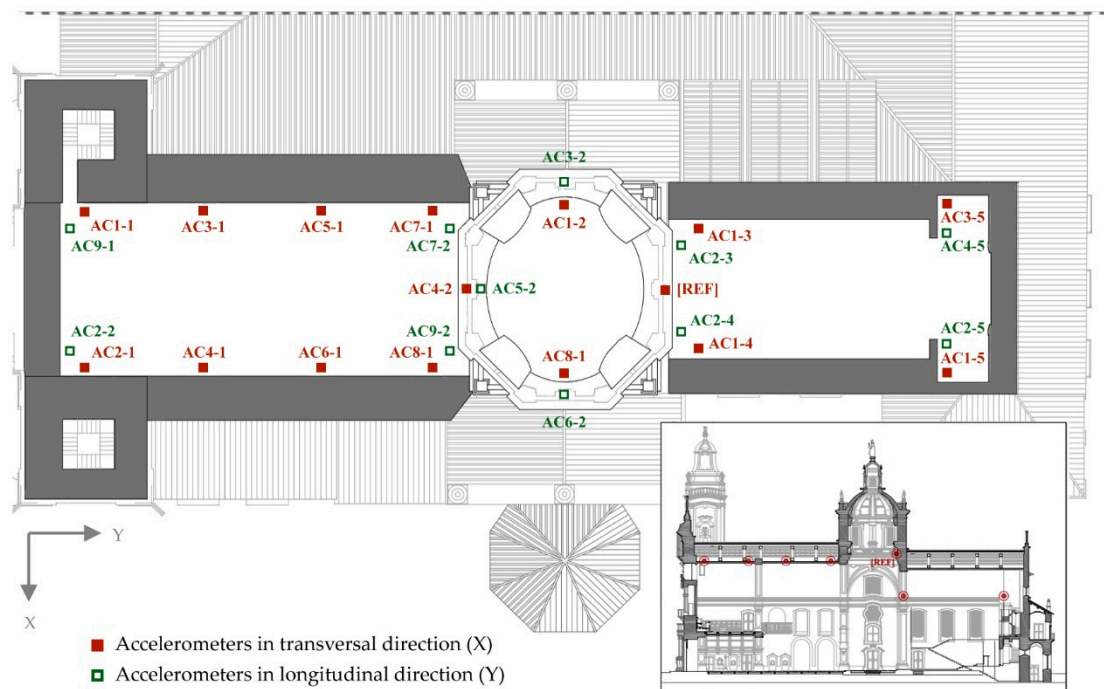 AC3-2
AC1-1
AC3-1
AC5-1
AC7-1
AC1-2
AC3-5
AC9-1
AC7-2
AC1-3
AC4-5
AC2-3
AC4-2
AC5-2
[REF]
AC2-2
AC9-2
AC2-4
AC2-5
AC2-1
AC4-1
AC6-1
AC8-1
AC8-1
AC1-4
AC1-5
AC6-2
Y
X
[REF]
Accelerometers in transversal direction (X)
Accelerometers in longitudinal direction (Y)